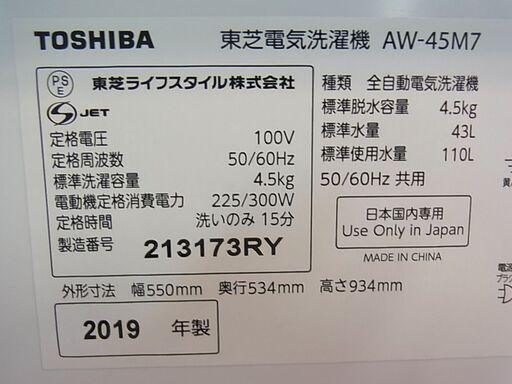 TOSHIBA 東芝電気洗濯機 AW-45M7
PS
E
東芝ライフスタイル株式会社
S JET
定格電圧 100V
定格周波数 50/60Hz
標準洗濯容量 4.5kg
電動機定格消費電力 225/300W
定格時間 洗いのみ 15分
製造番号 213173RY
種類 全自動電気洗濯機
標準脱水容量 4.5kg
標準水量 43L
標準使用水量 110L
50/60Hz 共用
日本国内専用
Use Only in Japan
MADE IN CHINA
外形寸法 幅550mm 奥行534mm 高さ934mm
2019 年製
電源
プラグ